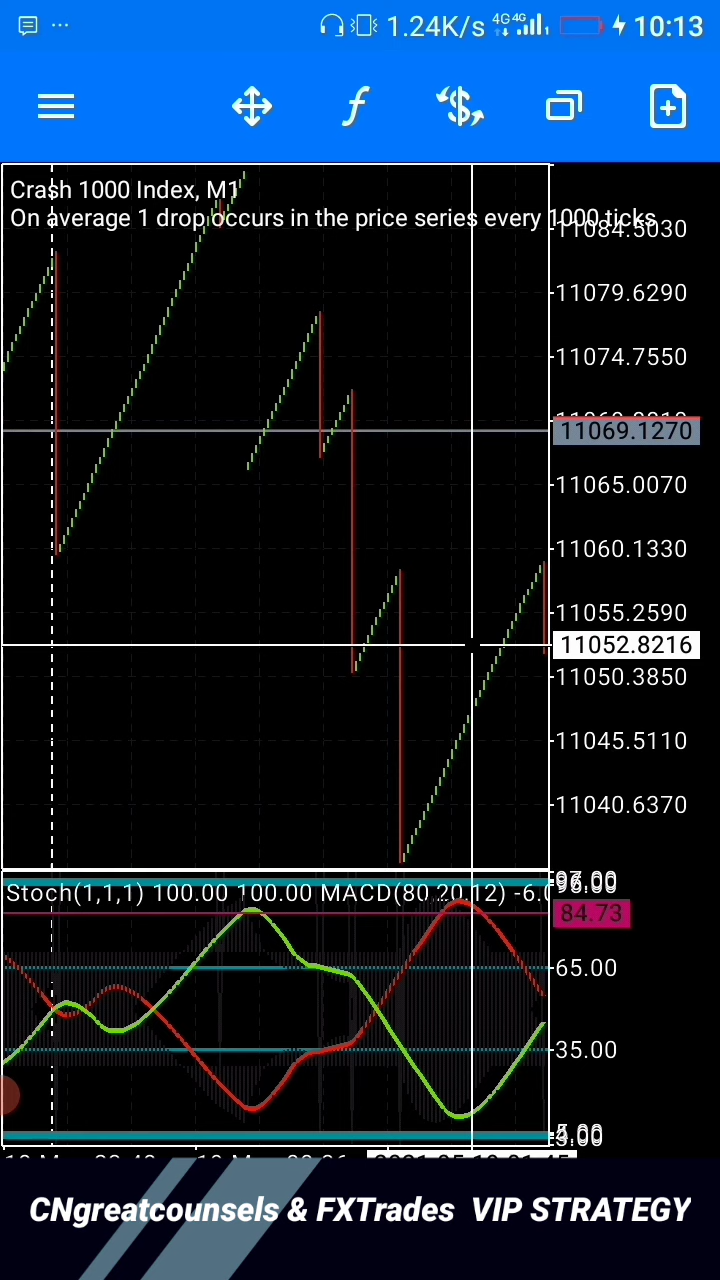 1.24K/s 4G 4G 10:13
Crash 1000 Index, M1
On average 1 drop occurs in the price series every 1000 ticks
11084.5030
11079.6290
11074.7550
11069.1270
11065.0070
11060.1330
11055.2590
11052.8216
11050.3850
11045.5110
11040.6370
Stoch(1,1,1) 100.00 100.00 MACD(80,20,12) -6.
84.73
65.00
35.00
CNgreatcounsels & FXTrades VIP STRATEGY